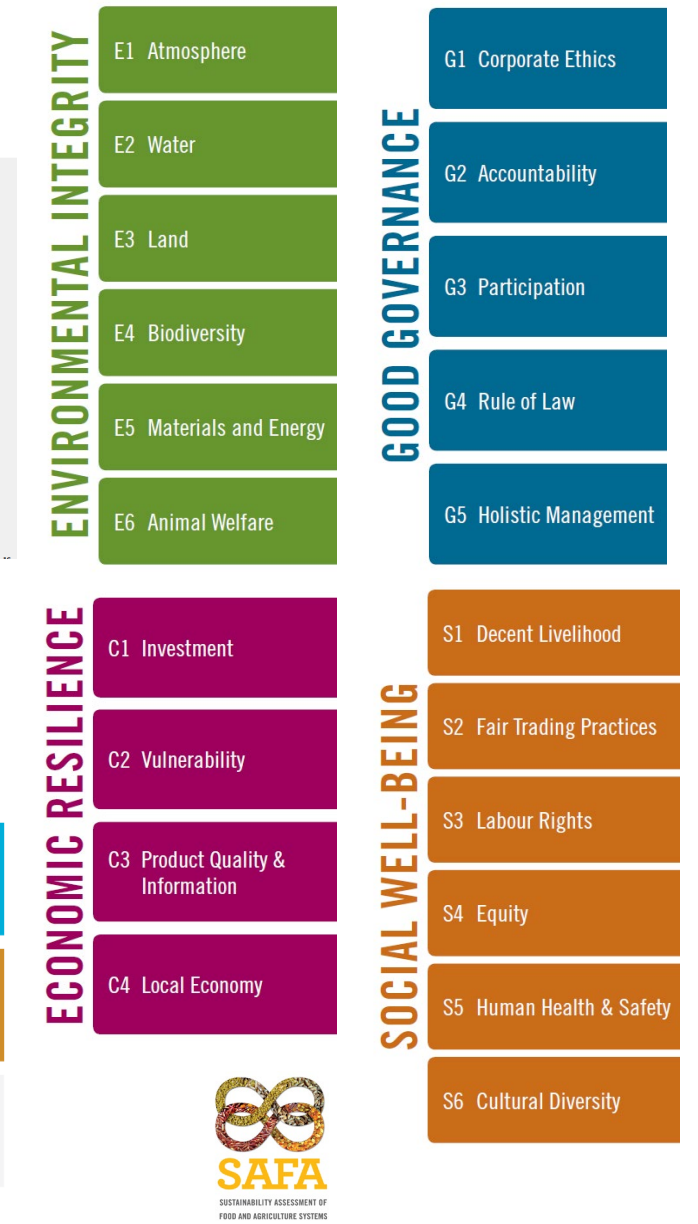 ENVIRONMENTAL INTEGRITY
E1 Atmosphere
E2 Water
E3 Land
E4 Biodiversity
E5 Materials and Energy
E6 Animal Welfare
GOOD GOVERNANCE
G1 Corporate Ethics
G2 Accountability
G3 Participation
G4 Rule of Law
G5 Holistic Management
ECONOMIC RESILIENCE
C1 Investment
C2 Vulnerability
C3 Product Quality &
Information
C4 Local Economy
SOCIAL WELL-BEING
S1 Decent Livelihood
S2 Fair Trading Practices
S3 Labour Rights
S4 Equity
S5 Human Health & Safety
S6 Cultural Diversity
SAFA
SUSTAINABILITY ASSESSMENT OF
FOOD AND AGRICULTURE SYSTEMS